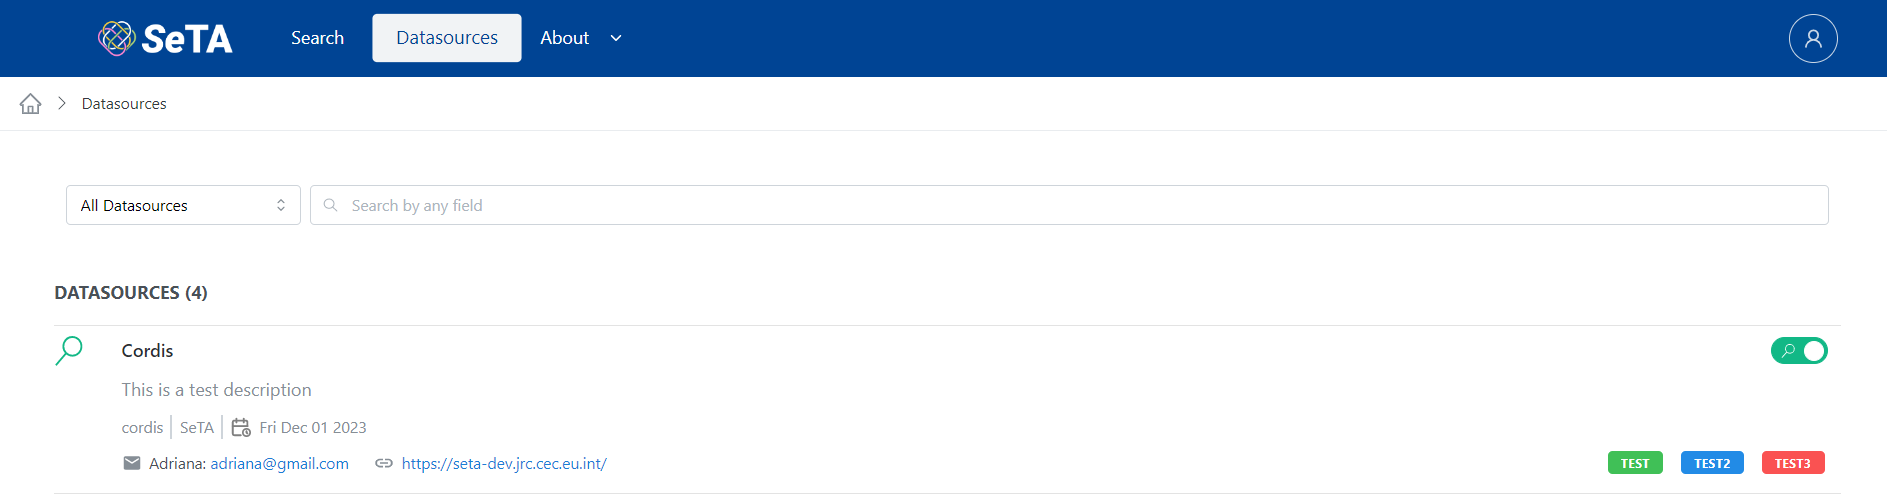 SeTA Search Datasources About
Datasources
All Datasources Search by any field
DATASOURCES (4)
Cordis
This is a test description
cordis SeTA Fri Dec 01 2023
Adriana: adriana@gmail.com https://seta-dev.jrc.cec.eu.int/ TEST TEST2 TEST3